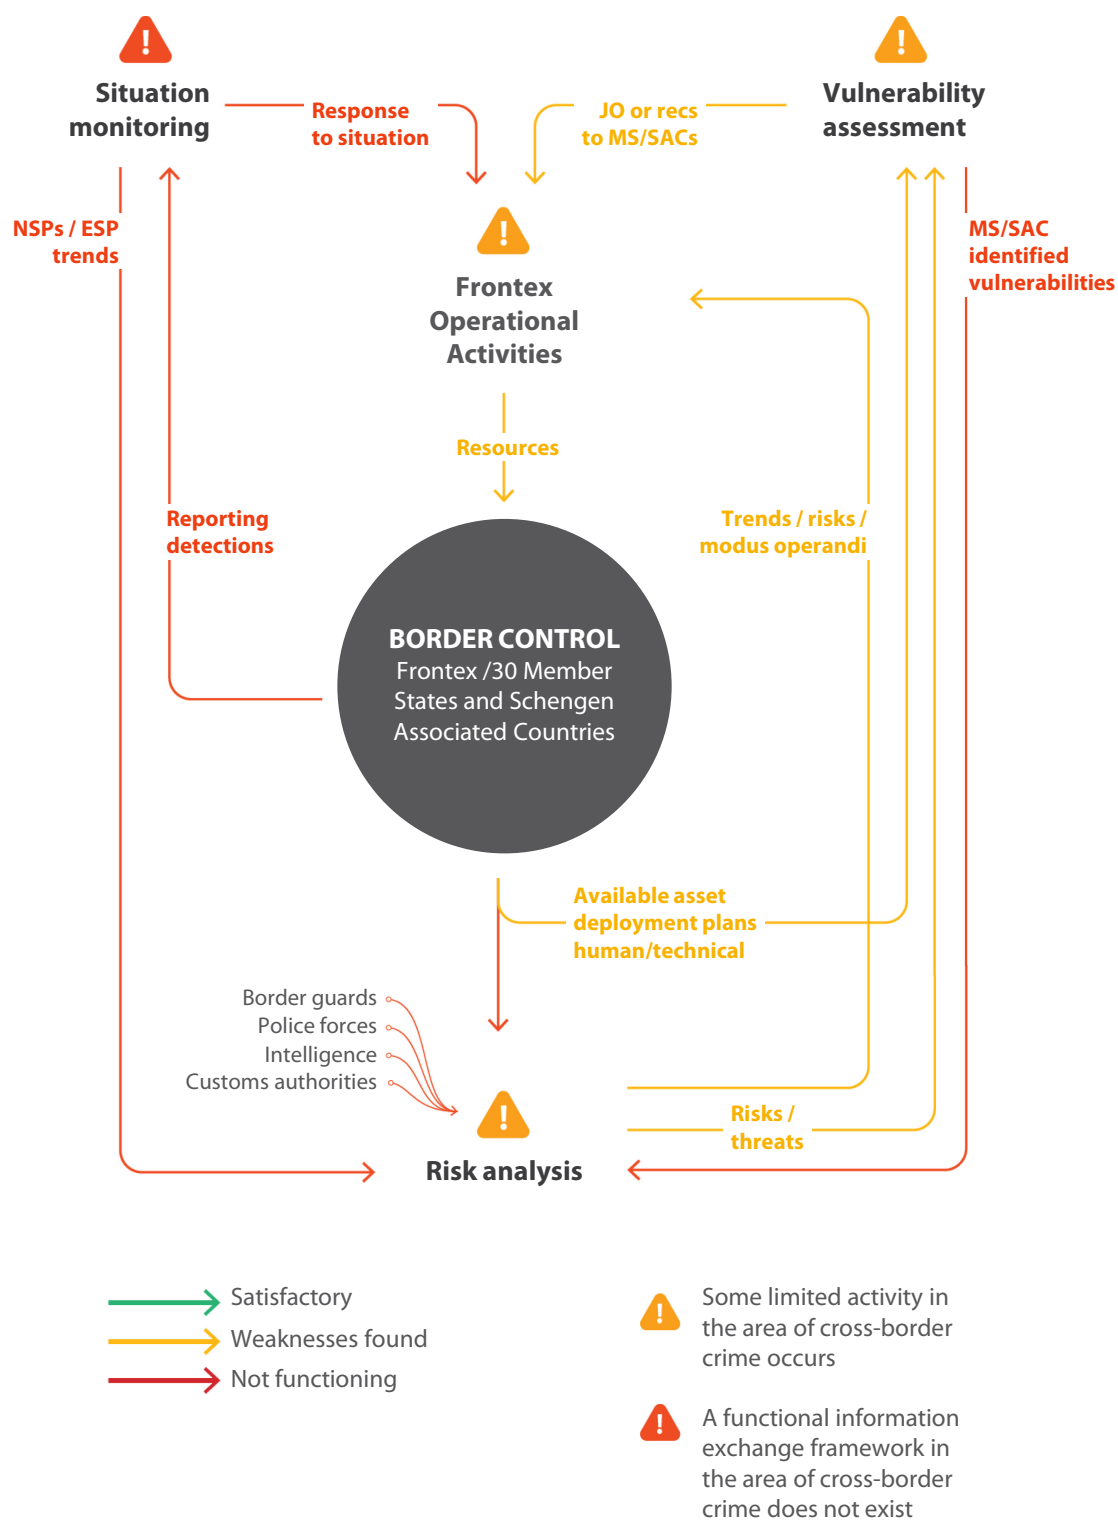 Situation
monitoring
Vulnerability
assessment
Response
to situation
JO or recs
to MS/SACs
NSPs / ESP
trends
MS/SAC
identified
vulnerabilities
Frontex
Operational
Activities
Resources
Reporting
detections
Trends / risks /
modus operandi
BORDER CONTROL
Frontex /30 Member
States and Schengen
Associated Countries
Available asset
deployment plans
human/technical
Border guards
Police forces
Intelligence
Customs authorities
Risks /
threats
Risk analysis
Satisfactory
Weaknesses found
Not functioning
Some limited activity in
the area of cross-border
crime occurs
A functional information
exchange framework in
the area of cross-border
crime does not exist